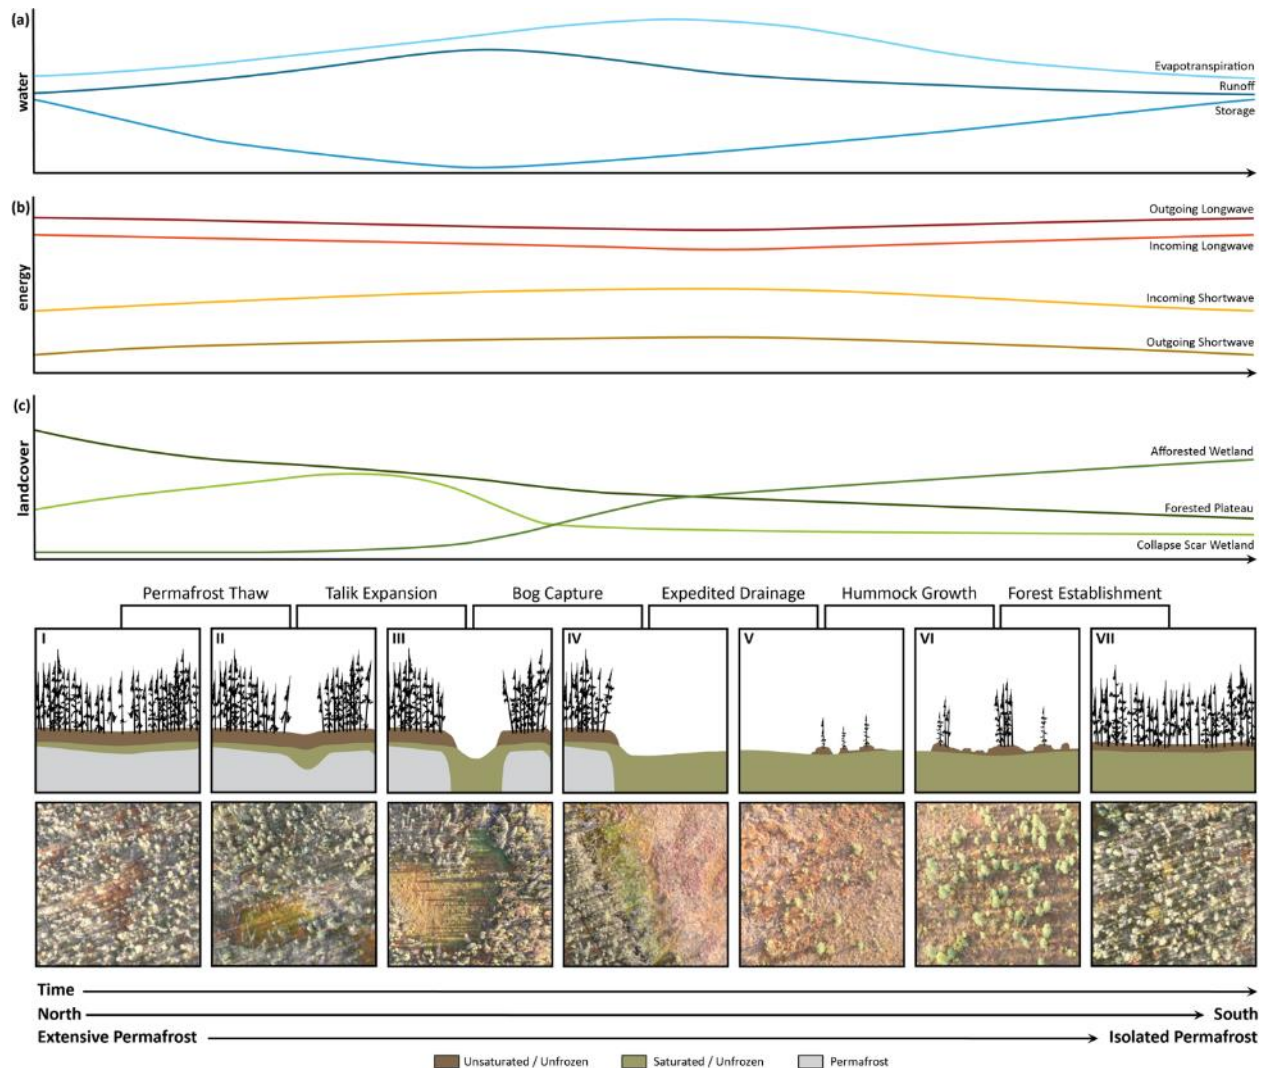 (a)
water
Evapotranspiration
Runoff
Storage
(b)
energy
Outgoing Longwave
Incoming Longwave
Incoming Shortwave
Outgoing Shortwave
(c)
landcover
Afforested Wetland
Forested Plateau
Collapse Scar Wetland
Permafrost Thaw
Talik Expansion
Bog Capture
Expedited Drainage
Hummock Growth
Forest Establishment
I
II
III
IV
V
VI
VII
Time
North
South
Extensive Permafrost
Isolated Permafrost
Unsaturated / Unfrozen
Saturated / Unfrozen
Permafrost